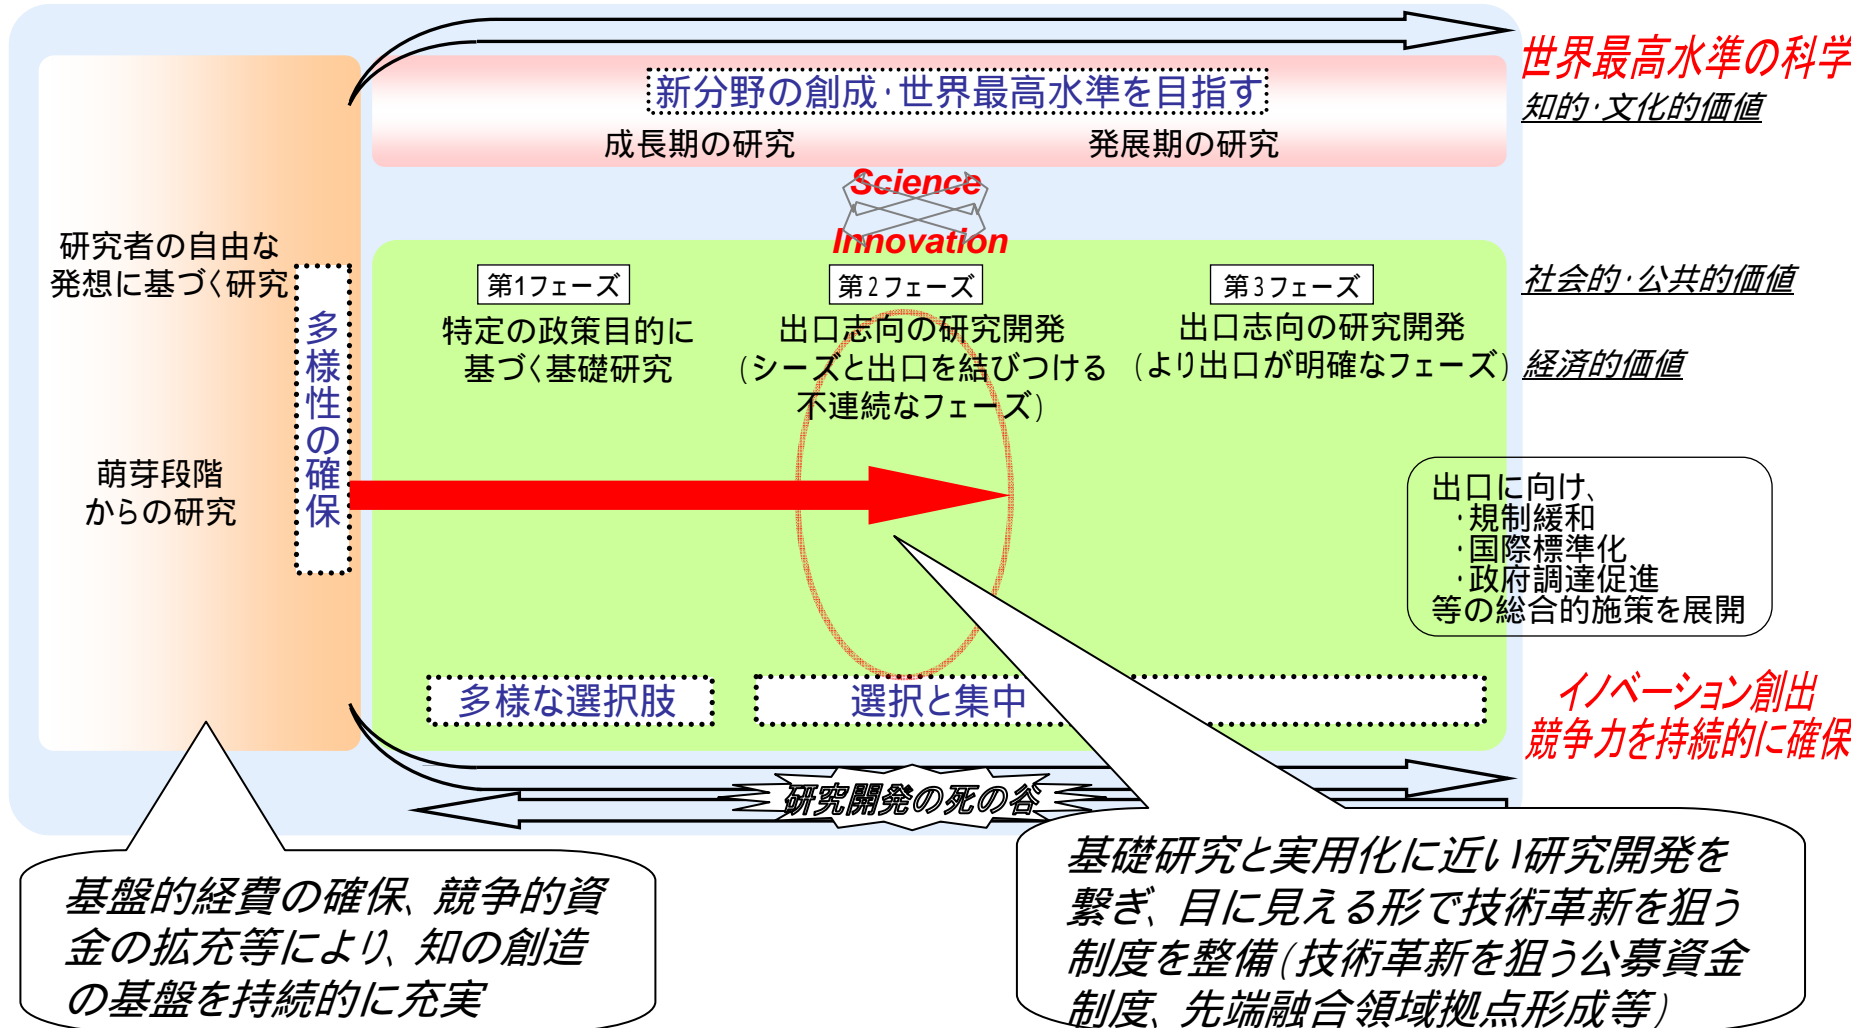 世界最高水準の科学
知的・文化的価値
新分野の創成・世界最高水準を目指す
成長期の研究
発展期の研究
Science
Innovation
研究者の自由な
発想に基づく研究
萌芽段階
からの研究
多様性の確保
第1フェーズ
特定の政策目的に
基づく基礎研究
第2フェーズ
出口志向の研究開発
(シーズと出口を結びつける
不連続なフェーズ)
第3フェーズ
出口志向の研究開発
(より出口が明確なフェーズ)
社会的・公共的価値
経済的価値
出口に向け、
・規制緩和
・国際標準化
・政府調達促進
等の総合的施策を展開
多様な選択肢
選択と集中
イノベーション創出
競争力を持続的に確保
研究開発の死の谷
基盤的経費の確保、競争的資
金の拡充等により、知の創造
の基盤を持続的に充実
基礎研究と実用化に近い研究開発を
繋ぎ、目に見える形で技術革新を狙う
制度を整備(技術革新を狙う公募資金
制度、先端融合領域拠点形成等)